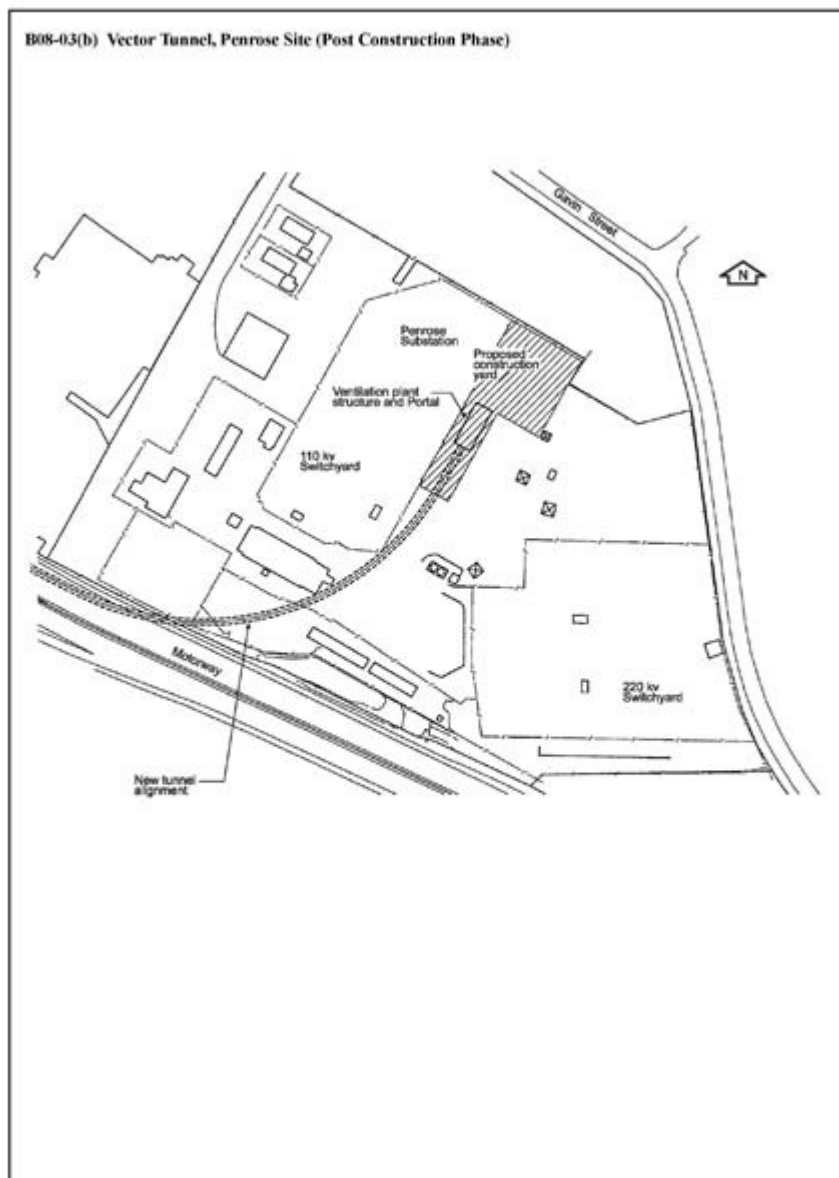 B08-03(b) Vector Tunnel, Penrose Site (Post Construction Phase)
Gavin Street
N
Penrose
Substation
Proposed
construction
yard
Ventilation plant
structure and Portal
110 kv
Switchyard
Motorway
220 kv
Switchyard
New tunnel
alignment